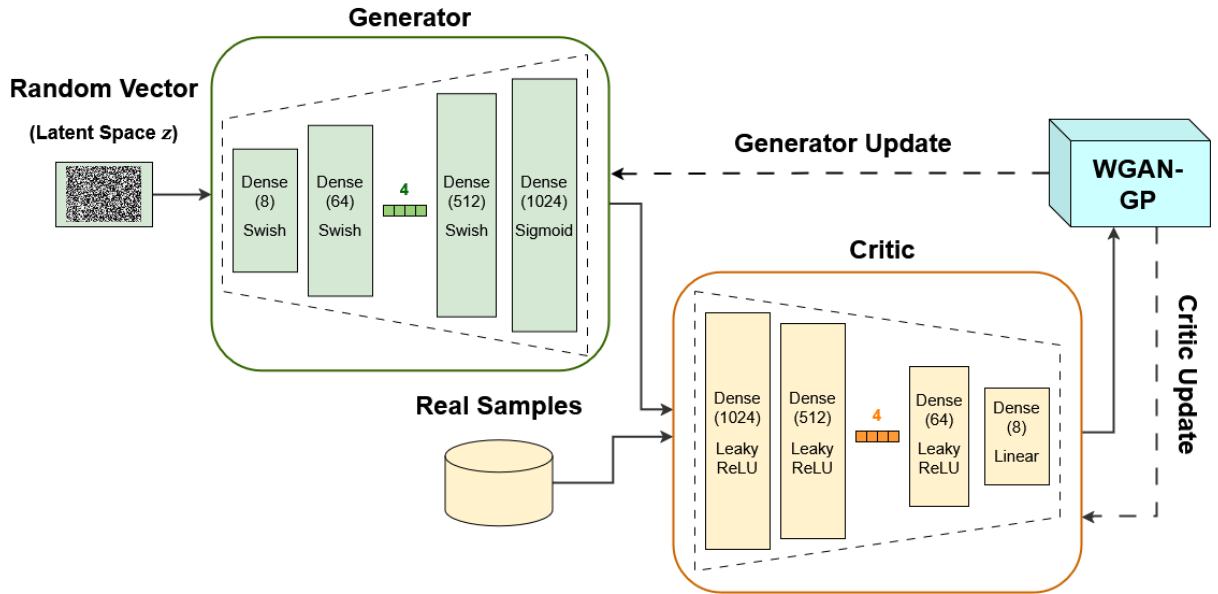 Generator
Random Vector
(Latent Space z)
Dense
(8)
Swish
Dense
(64)
Swish
4
Dense
(512)
Swish
Dense
(1024)
Sigmoid
Generator Update
WGAN-
GP
Critic
Critic Update
Real Samples
Dense
(1024)
Leaky
ReLU
Dense
(512)
Leaky
ReLU
4
Dense
(64)
Leaky
ReLU
Dense
(8)
Linear